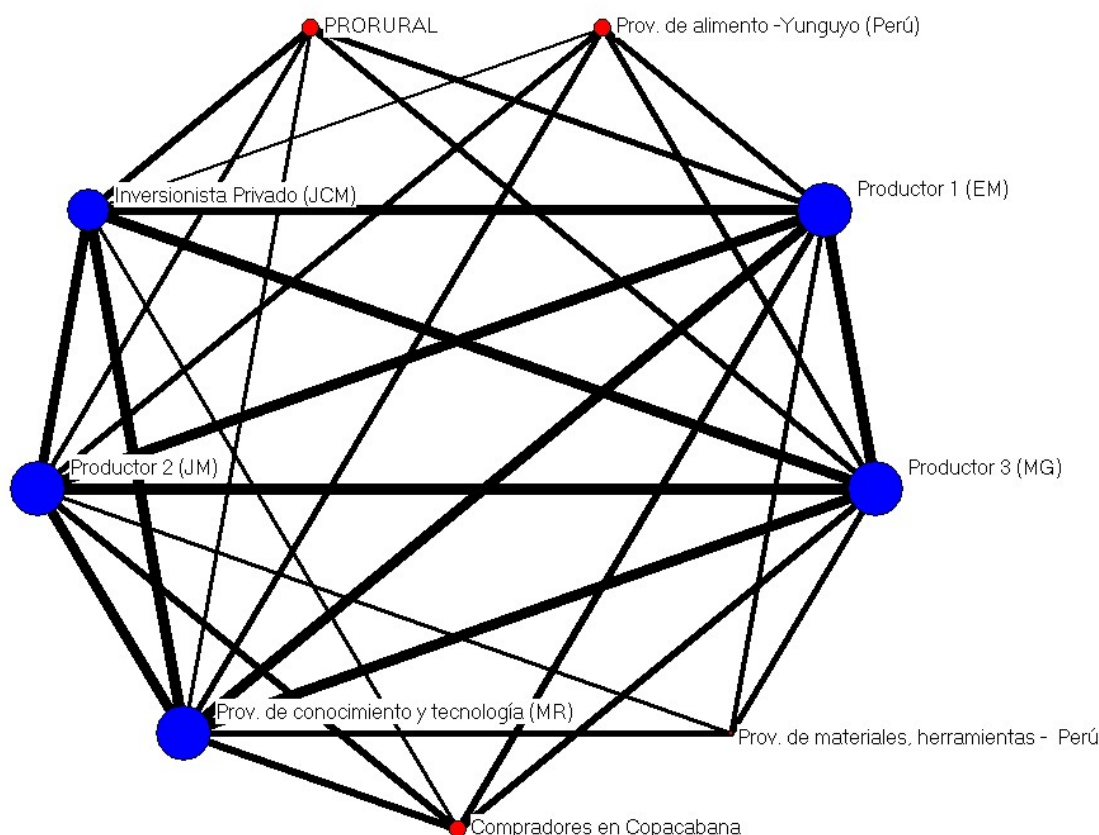 PRORURAL
Prov. de alimento -Yunguyo (Perú)
Inversionista Privado (JCM)
Productor 1 (EM)
Productor 2 (JM)
Productor 3 (MG)
Prov. de conocimiento y tecnología (MR)
Prov. de materiales, herramientas - Perú
Compradores en Copacabana